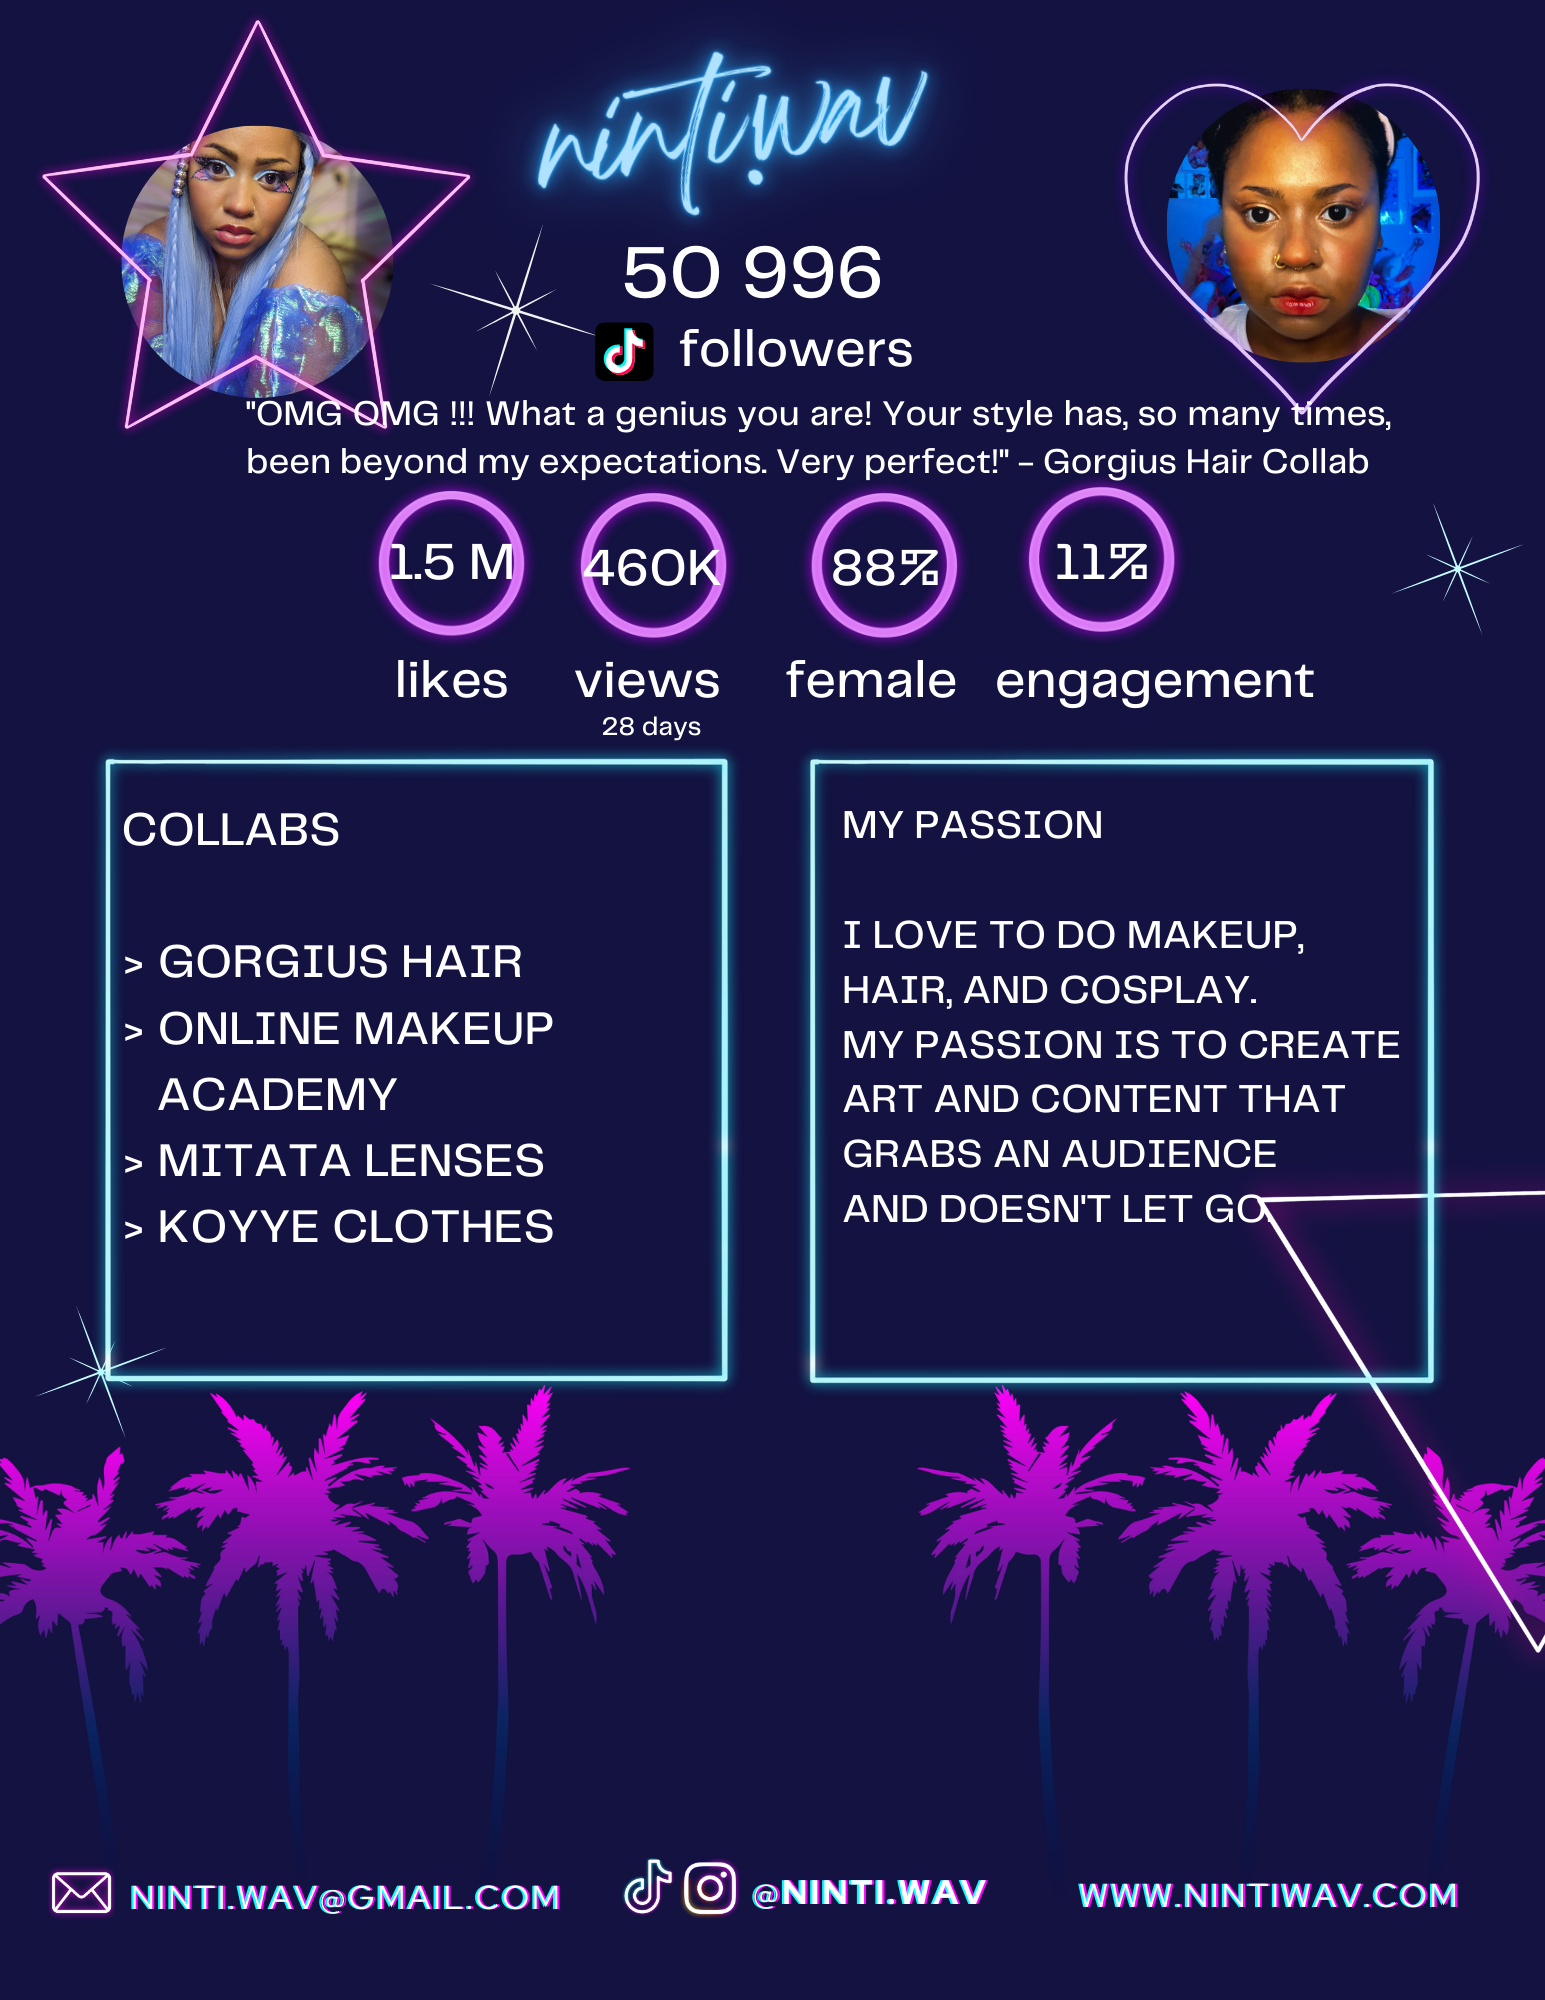 ninti.wav
50 996
followers
"OMG OMG !!! What a genius you are! Your style has, so many times,
been beyond my expectations. Very perfect!" - Gorgius Hair Collab
1.5 M 460K 88% 11%
likes views female engagement
28 days
COLLABS
> GORGIUS HAIR
> ONLINE MAKEUP
ACADEMY
> MITATA LENSES
> KOYYE CLOTHES
MY PASSION
I LOVE TO DO MAKEUP,
HAIR, AND COSPLAY.
MY PASSION IS TO CREATE
ART AND CONTENT THAT
GRABS AN AUDIENCE
AND DOESN'T LET GO.
NINTI.WAV@GMAIL.COM
@NINTI.WAV
WWW.NINTIWAV.COM